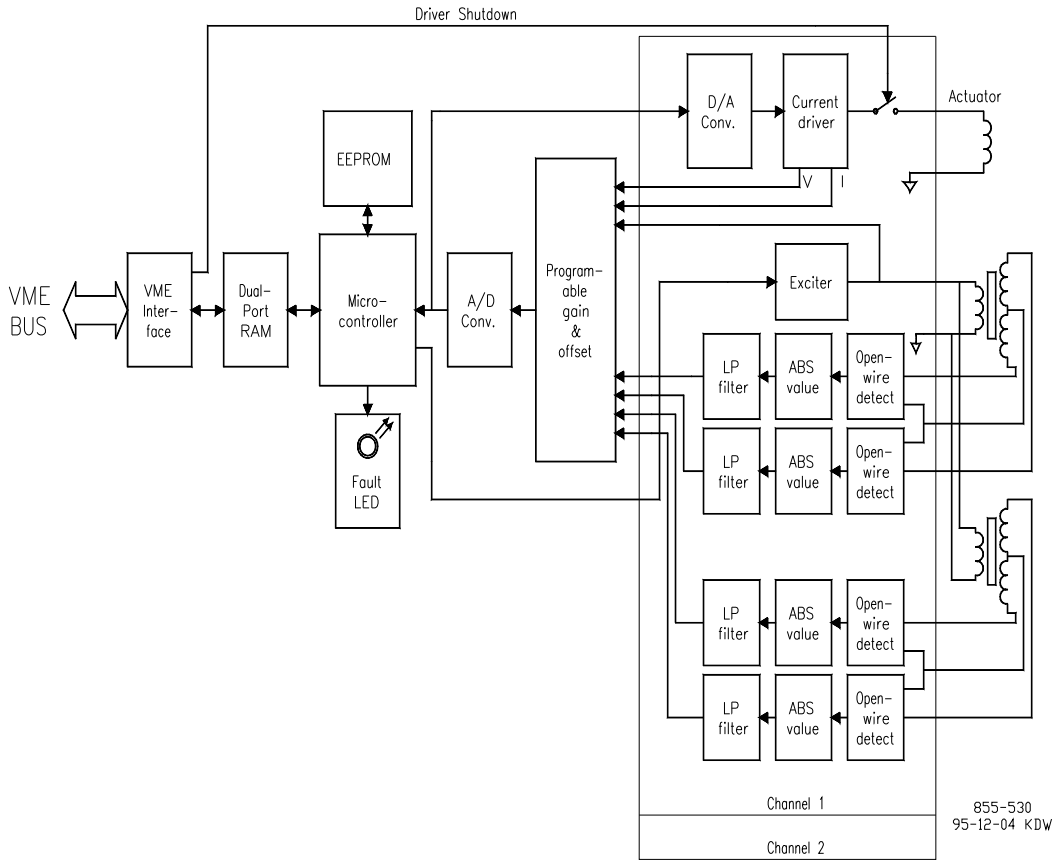 Driver Shutdown
D/A
Conv.
Current
driver
Actuator
V
I
EEPROM
Program-
able
gain
&
offset
VME
BUS
VME
Inter-
face
Dual-
Port
RAM
Micro-
controller
A/D
Conv.
Exciter
LP
filter
ABS
value
Open-
wire
detect
LP
filter
ABS
value
Open-
wire
detect
Fault
LED
LP
filter
ABS
value
Open-
wire
detect
LP
filter
ABS
value
Open-
wire
detect
Channel 1
Channel 2
855-530
95-12-04 KDW